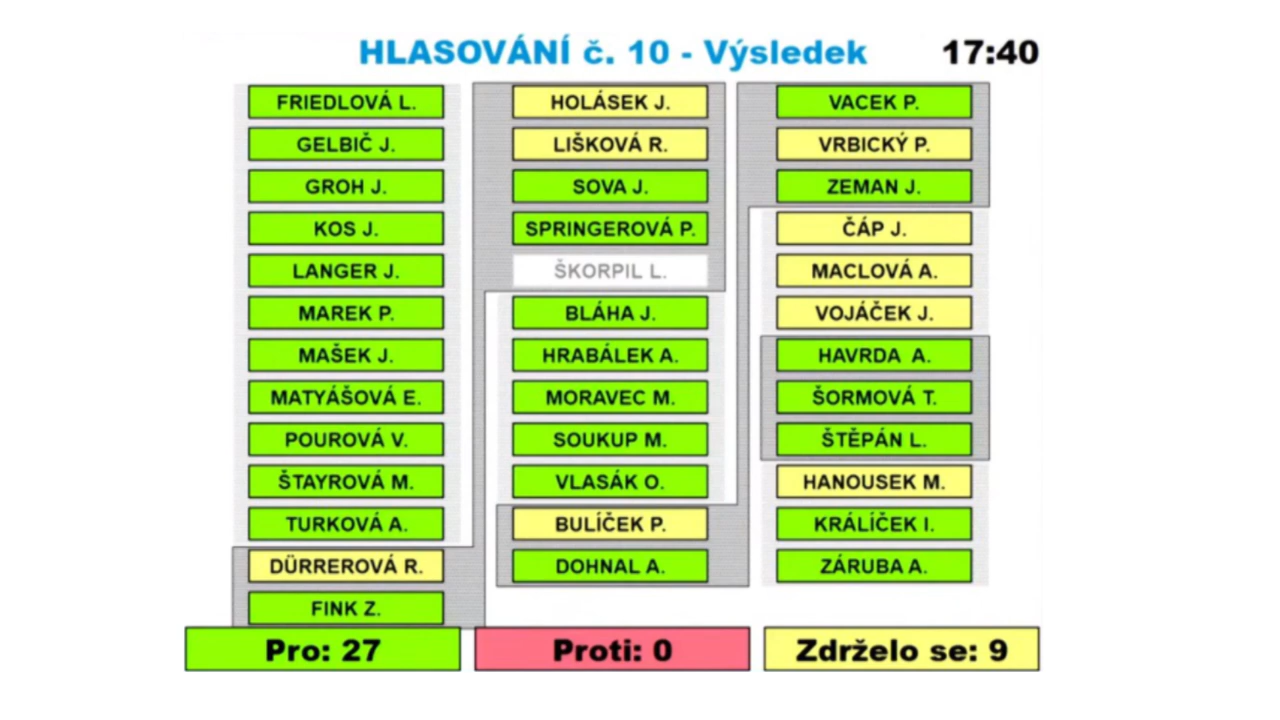 HLASOVÁNÍ č. 10 - Výsledek 17:40
FRIEDLOVÁ L.
GELBIČ J.
GROH J.
KOS J.
LANGER J.
MAREK P.
MAŠEK J.
MATYÁŠOVÁ E.
POUROVÁ V.
ŠTAYROVÁ M.
TURKOVÁ A.
DÜRREROVÁ R.
FINK Z.
HOLÁSEK J.
LIŠKOVÁ R.
SOVA J.
SPRINGEROVÁ P.
ŠKORPIL L.
BLÁHA J.
HRABÁLEK A.
MORAVEC M.
SOUKUP M.
VLASÁK O.
BULÍČEK P.
DOHNAL A.
VACEK P.
VRBICKÝ P.
ZEMAN J.
ČÁP J.
MACLOVÁ A.
VOJÁČEK J.
HAVRDA A.
ŠORMOVÁ T.
ŠTĚPÁN L.
HANOUSEK M.
KRÁLÍČEK I.
ZÁRUBA A.
Pro: 27
Proti: 0
Zdrželo se: 9